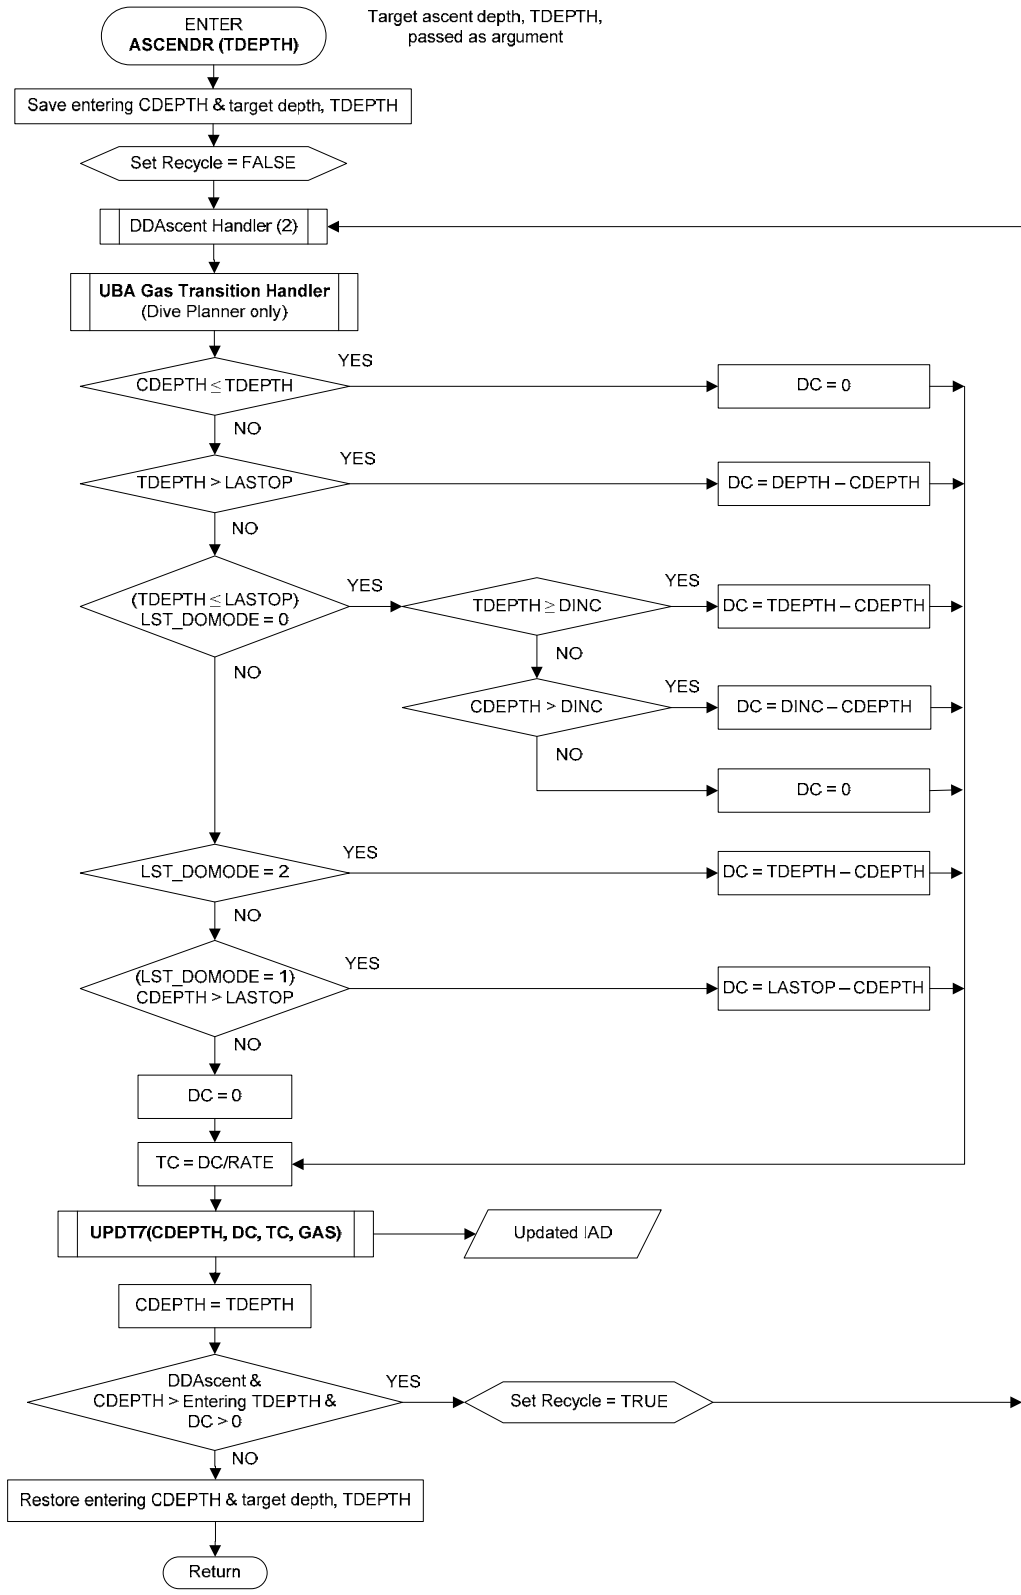 ENTER
ASCENDR (TDEPTH)
Target ascent depth, TDEPTH,
passed as argument
Save entering CDEPTH & target depth, TDEPTH
Set Recycle = FALSE
DDAscent Handler (2)
UBA Gas Transition Handler
(Dive Planner only)
CDEPTH ≤ TDEPTH
YES
DC = 0
NO
TDEPTH > LASTOP
YES
DC = DEPTH – CDEPTH
NO
(TDEPTH ≤ LASTOP)
LST_DOMODE = 0
YES
TDEPTH ≥ DINC
YES
DC = TDEPTH – CDEPTH
NO
NO
CDEPTH > DINC
YES
DC = DINC – CDEPTH
NO
DC = 0
LST_DOMODE = 2
YES
DC = TDEPTH – CDEPTH
NO
(LST_DOMODE = 1)
CDEPTH > LASTOP
YES
DC = LASTOP – CDEPTH
NO
DC = 0
TC = DC/RATE
UPDT7(CDEPTH, DC, TC, GAS)
Updated IAD
CDEPTH = TDEPTH
DDAscent &
CDEPTH > Entering TDEPTH &
DC > 0
YES
Set Recycle = TRUE
NO
Restore entering CDEPTH & target depth, TDEPTH
Return